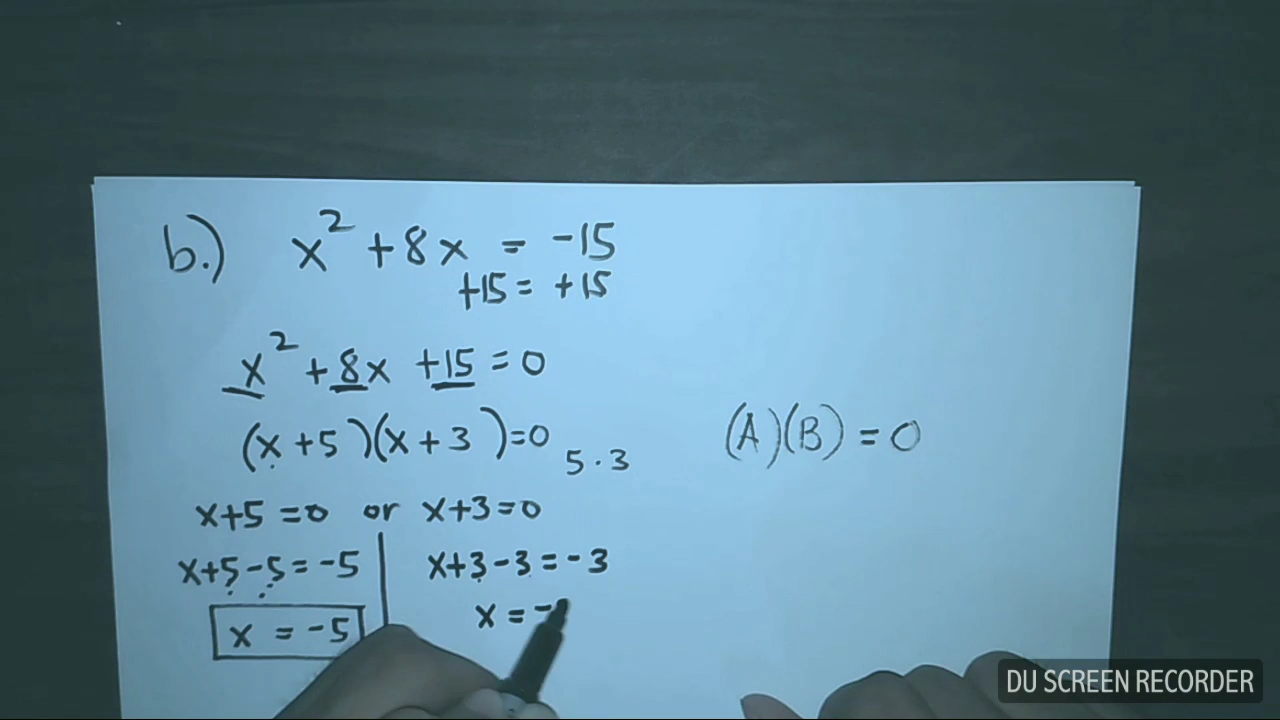 b.) x² + 8x = -15
+15 = +15
x² + 8x + 15 = 0
(x + 5)(x + 3) = 0
5 · 3
(A)(B) = 0
x+5 = 0 or x+3 = 0
x+5-5 = -5
x+3-3 = -3
x = -5
x = -
DU SCREEN RECORDER